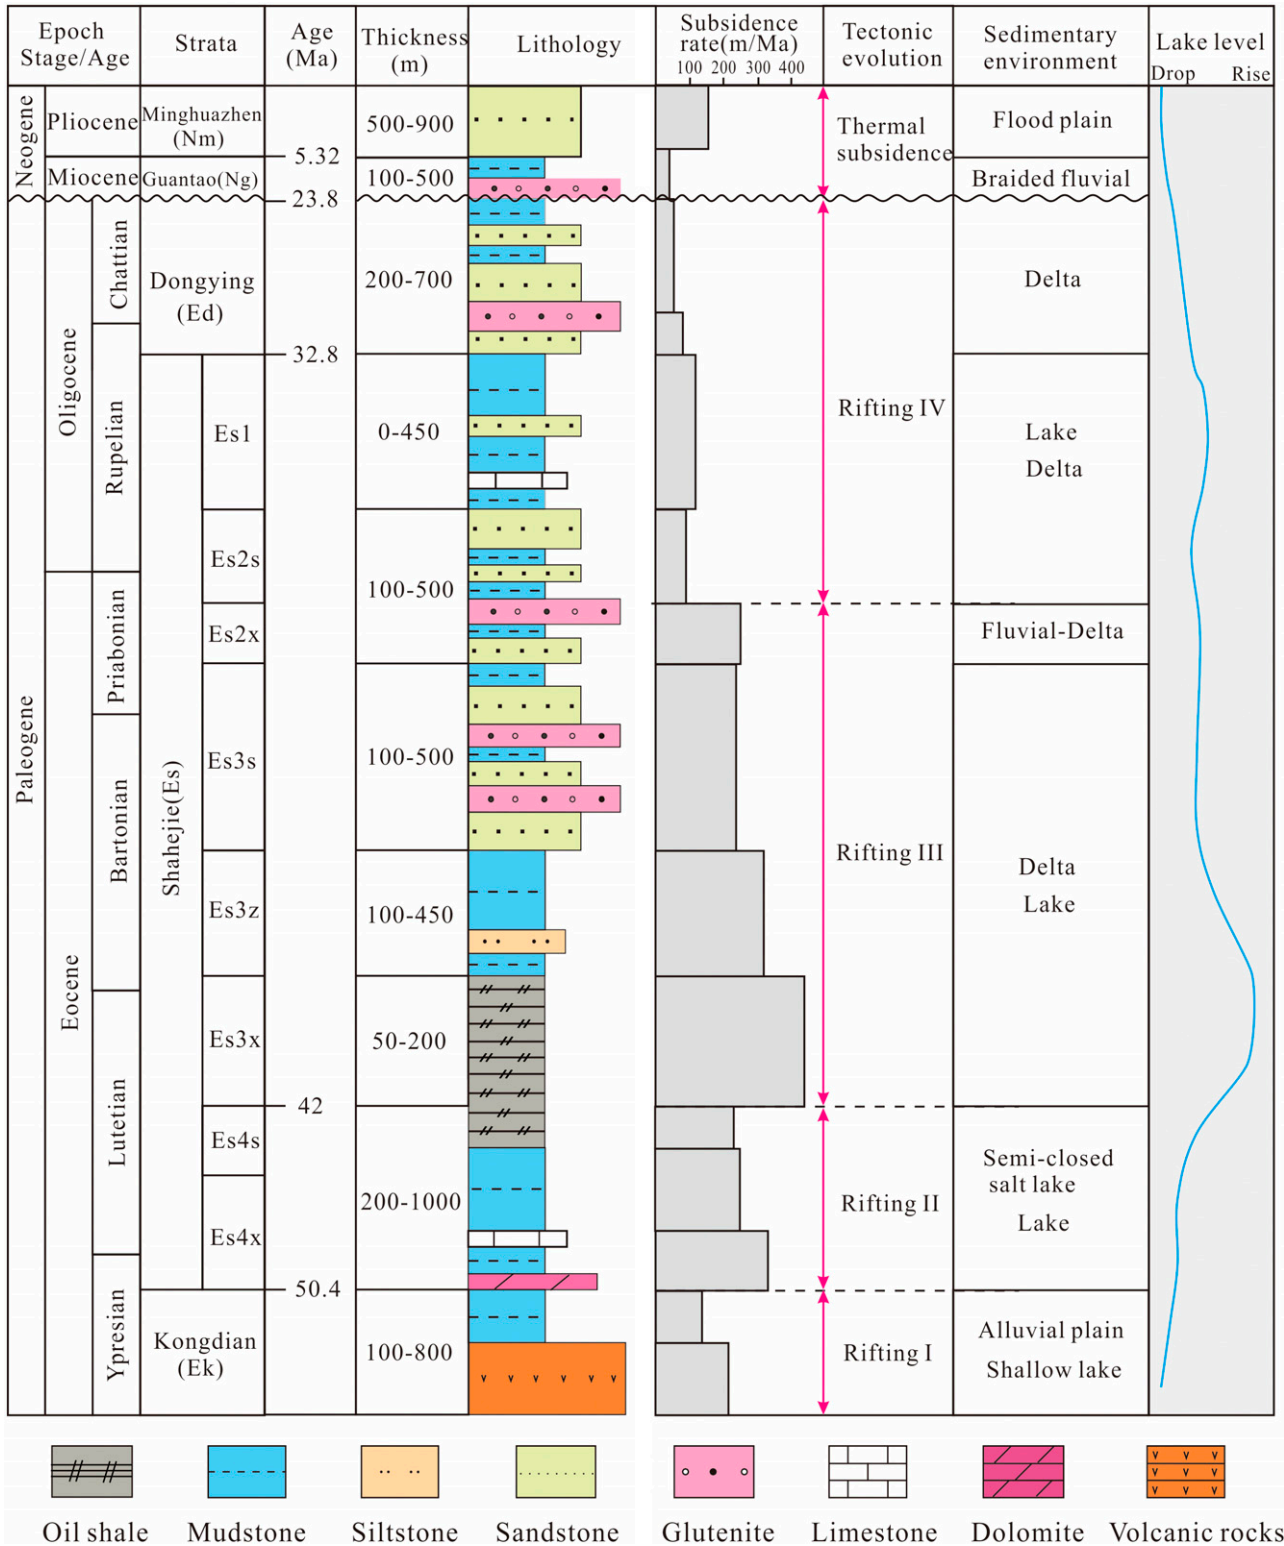 Epoch
Stage/Age
Strata
Age
(Ma)
Thickness
(m)
Lithology
Subsidence
rate(m/Ma)
100 200 300 400
Tectonic
evolution
Sedimentary
environment
Lake level
Drop Rise
Neogene
Pliocene
Minghuazhen
(Nm)
500-900
Thermal
subsidence
Flood plain
5.32
Miocene
Guantao(Ng)
100-500
Braided fluvial
23.8
Paleogene
Oligocene
Chattian
Dongying
(Ed)
200-700
Delta
32.8
Rupelian
Shahejie(Es)
Es1
0-450
Rifting IV
Lake
Delta
Es2s
100-500
Eocene
Priabonian
Es2x
Fluvial-Delta
Es3s
100-500
Bartonian
Rifting III
Delta
Lake
Es3z
100-450
Es3x
50-200
Lutetian
42
Es4s
200-1000
Rifting II
Semi-closed
salt lake
Lake
Es4x
50.4
Ypresian
Kongdian
(Ek)
100-800
Rifting I
Alluvial plain
Shallow lake
Oil shale
Mudstone
Siltstone
Sandstone
Glutenite
Limestone
Dolomite
Volcanic rocks